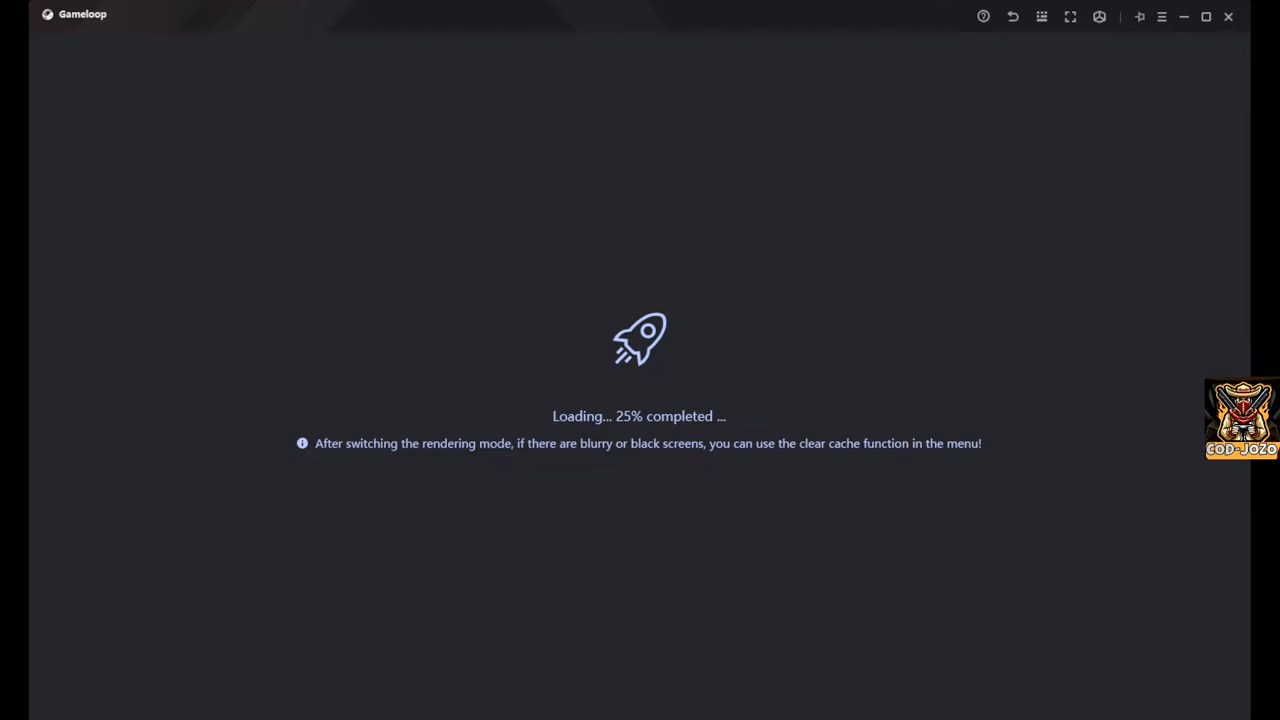 Gameloop
Loading... 25% completed ...
After switching the rendering mode, if there are blurry or black screens, you can use the clear cache function in the menu!
COD-JOZO